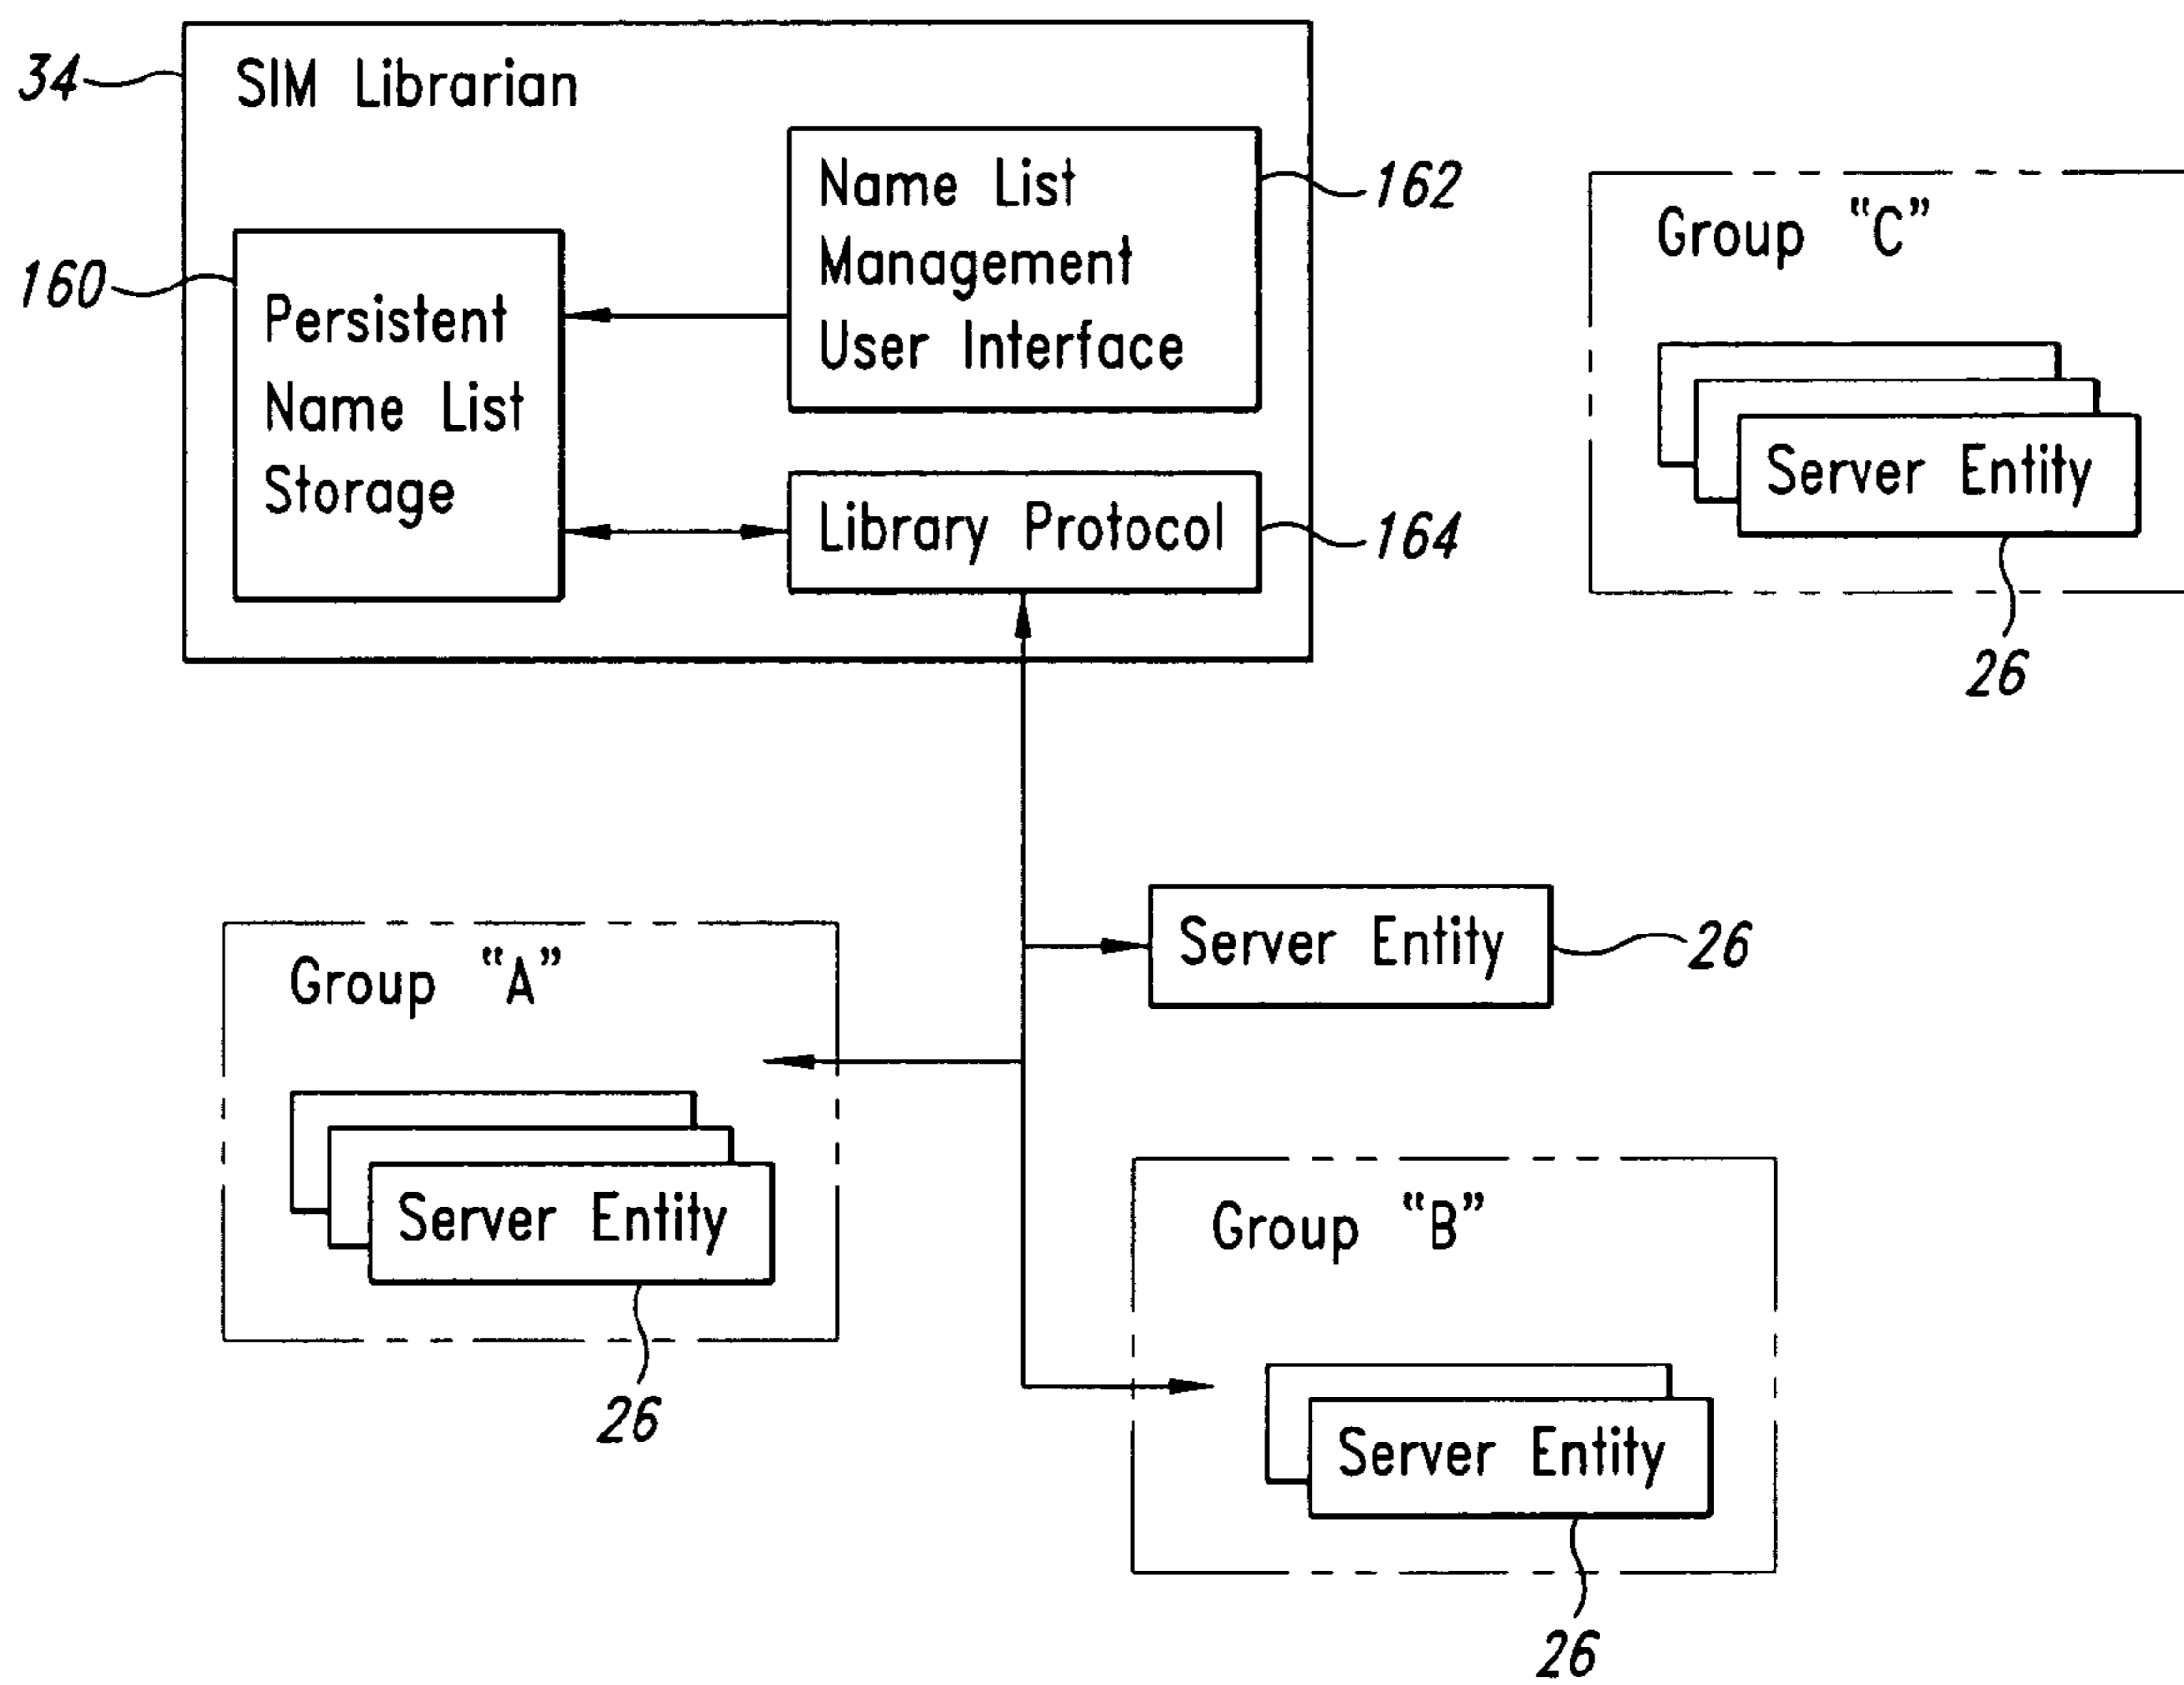 34
SIM Librarian
Name List
Management
User Interface
162
160
Persistent
Name List
Storage
Library Protocol
164
Group “C”
Server Entity
26
Server Entity
26
Group “A”
Server Entity
26
Group “B”
Server Entity
26